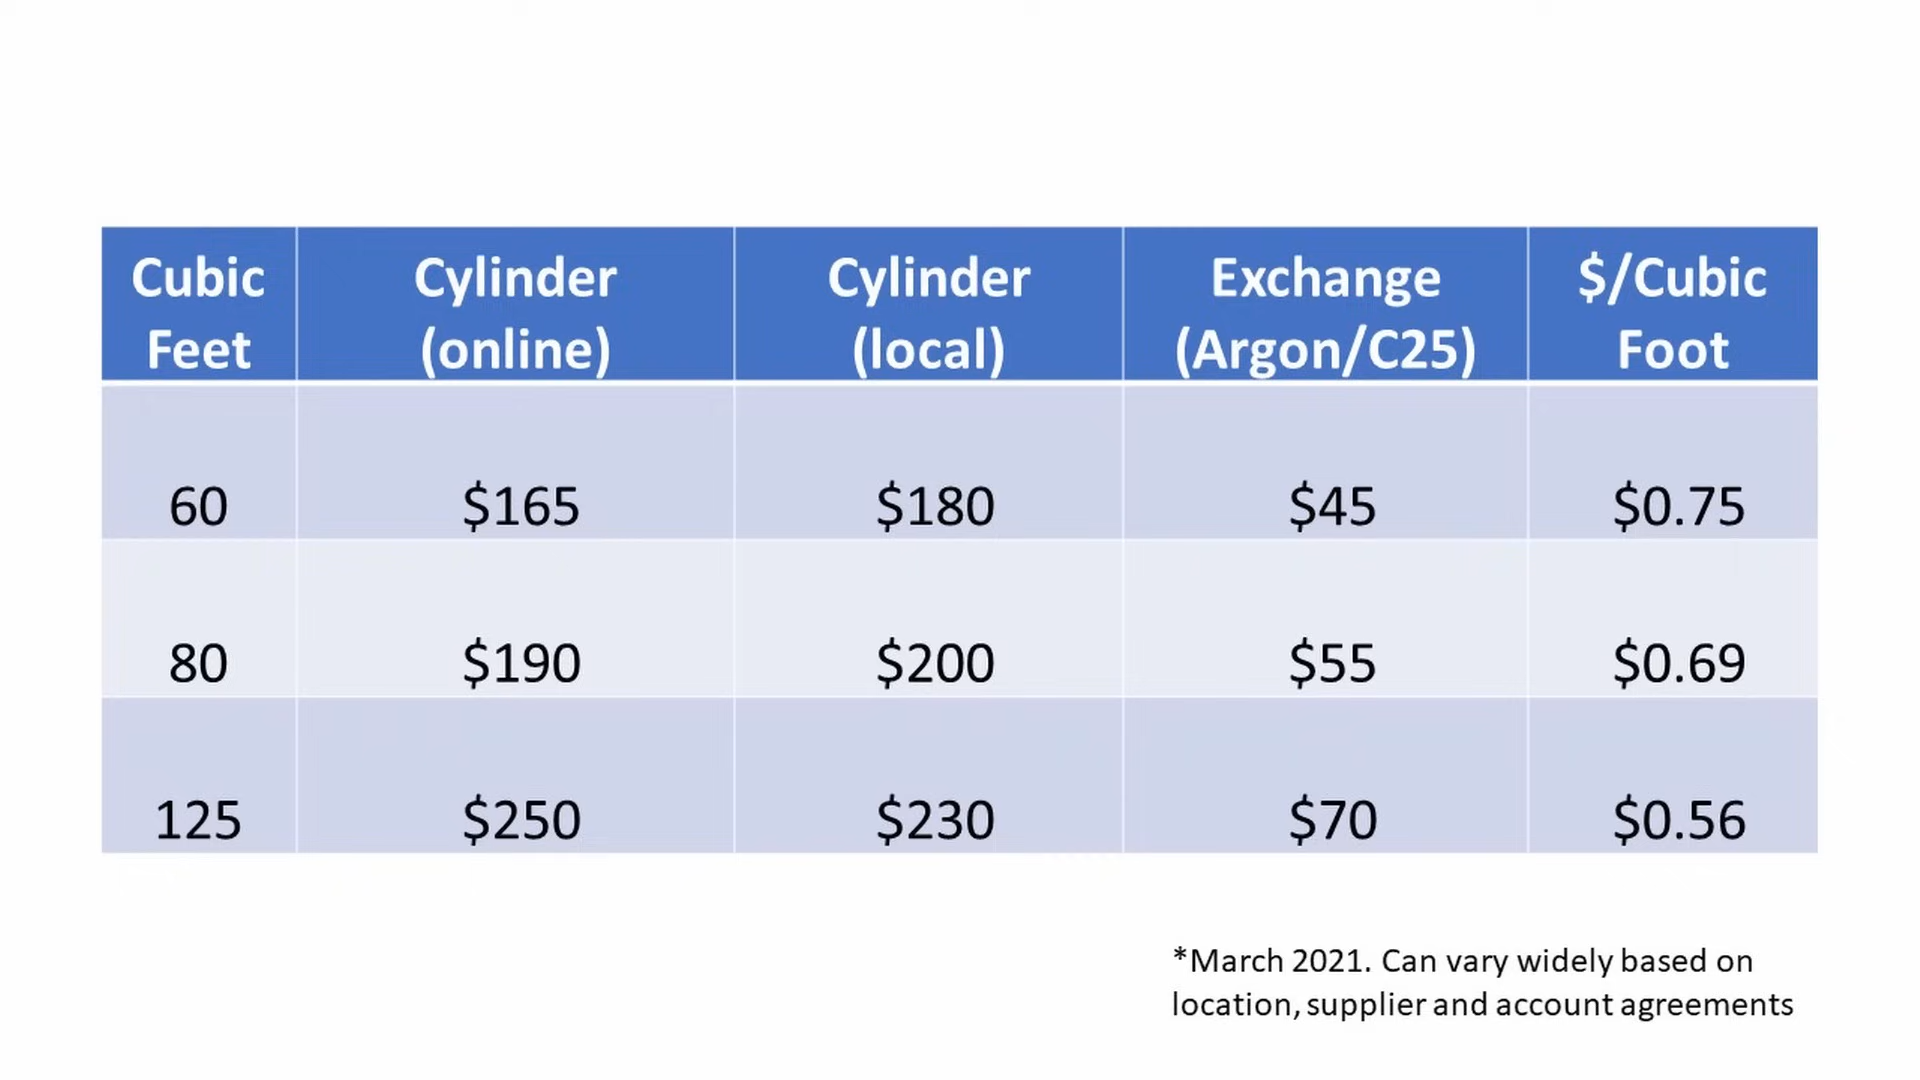 Cubic Feet Cylinder (online) Cylinder (local) Exchange (Argon/C25) $/Cubic Foot
60 $165 $180 $45 $0.75
80 $190 $200 $55 $0.69
125 $250 $230 $70 $0.56
*March 2021. Can vary widely based on
location, supplier and account agreements